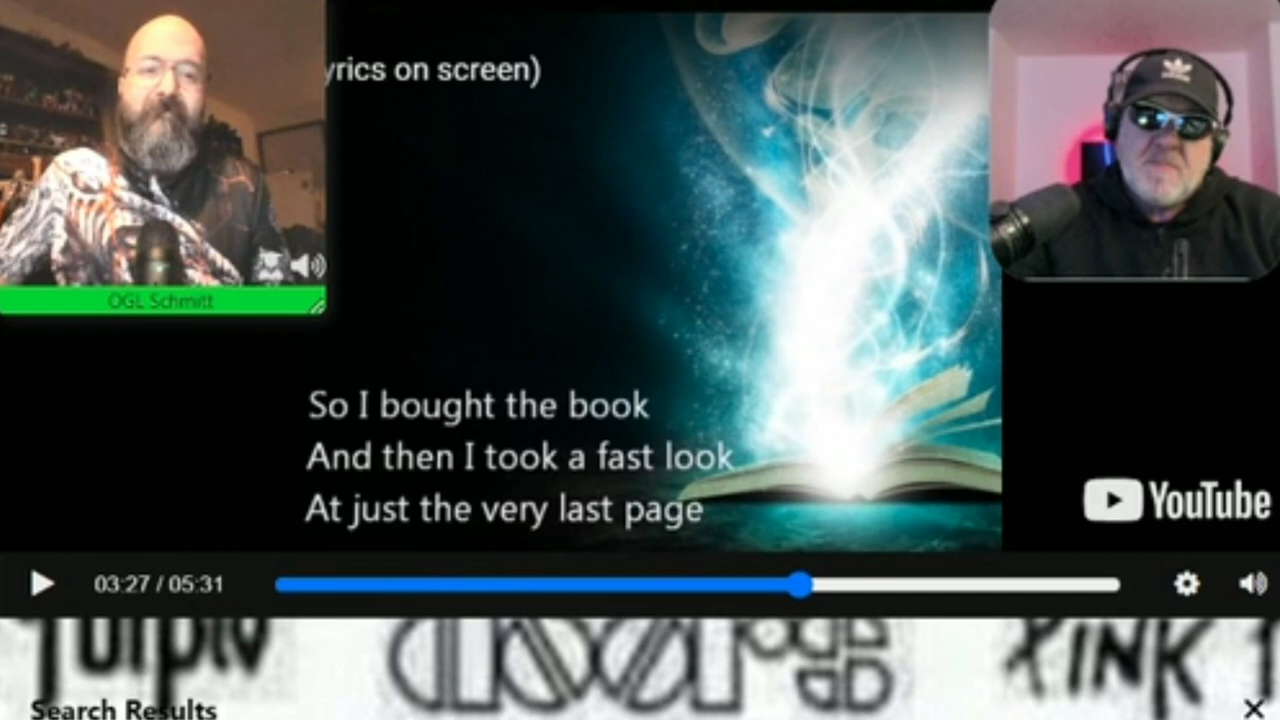 yrics on screen)
OGL Schmitt
So I bought the book
And then I took a fast look
At just the very last page
YouTube
03:27 / 05:31
Search Results